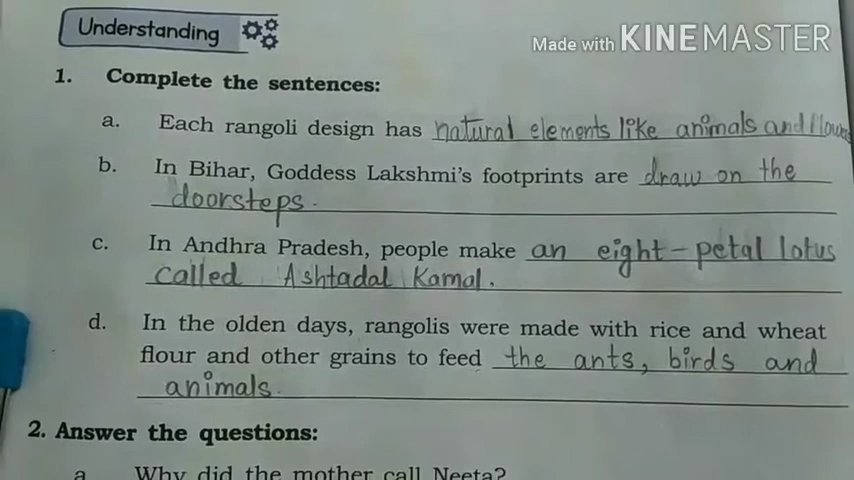 Understanding
Made with KINEMASTER
1. Complete the sentences:
a. Each rangoli design has natural elements like animals and flowers
b. In Bihar, Goddess Lakshmi's footprints are draw on the
doorsteps.
c. In Andhra Pradesh, people make an eight-petal lotus
called Ashtadal Kamal.
d. In the olden days, rangolis were made with rice and wheat
flour and other grains to feed the ants, birds and
animals.
2. Answer the questions:
a Why did the mother call Neeta?